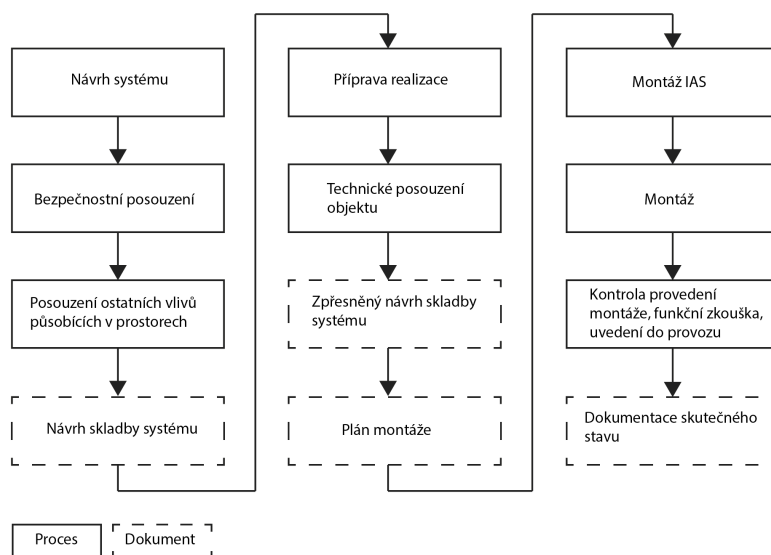 Návrh systému
Bezpečnostní posouzení
Posouzení ostatních vlivů
působících v prostorech
Návrh skladby systému
Příprava realizace
Technické posouzení
objektu
Zpřesněný návrh skladby
systému
Plán montáže
Montáž IAS
Montáž
Kontrola provedení
montáže, funkční zkouška,
uvedení do provozu
Dokumentace skutečného
stavu
Proces
Dokument